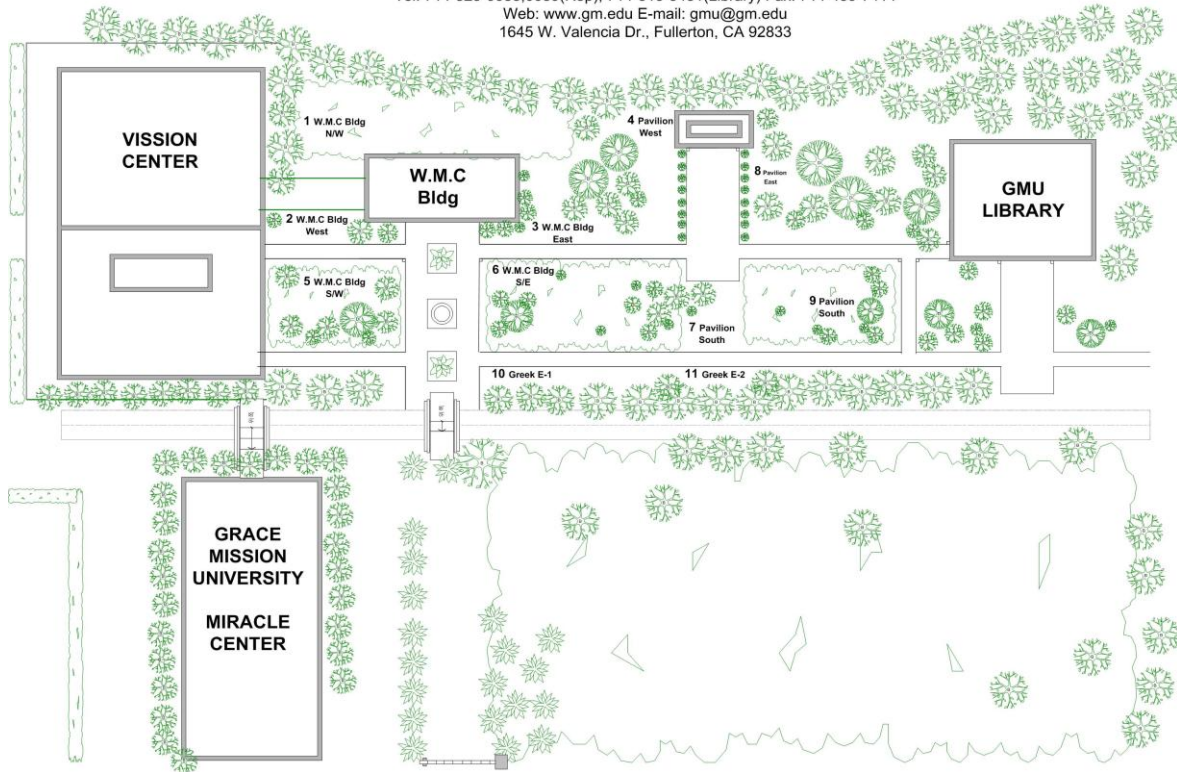 Web: www.gm.edu E-mail: gmu@gm.edu
1645 W. Valencia Dr., Fullerton, CA 92833
VISSION
CENTER
1 W.M.C Bldg
N/W
W.M.C
Bldg
4 Pavilion
West
8 Pavilion
East
GMU
LIBRARY
2 W.M.C Bldg
West
3 W.M.C Bldg
East
5 W.M.C Bldg
S/W
6 W.M.C Bldg
S/E
7 Pavilion
South
9 Pavilion
South
10 Greek E-1
11 Greek E-2
GRACE
MISSION
UNIVERSITY
MIRACLE
CENTER